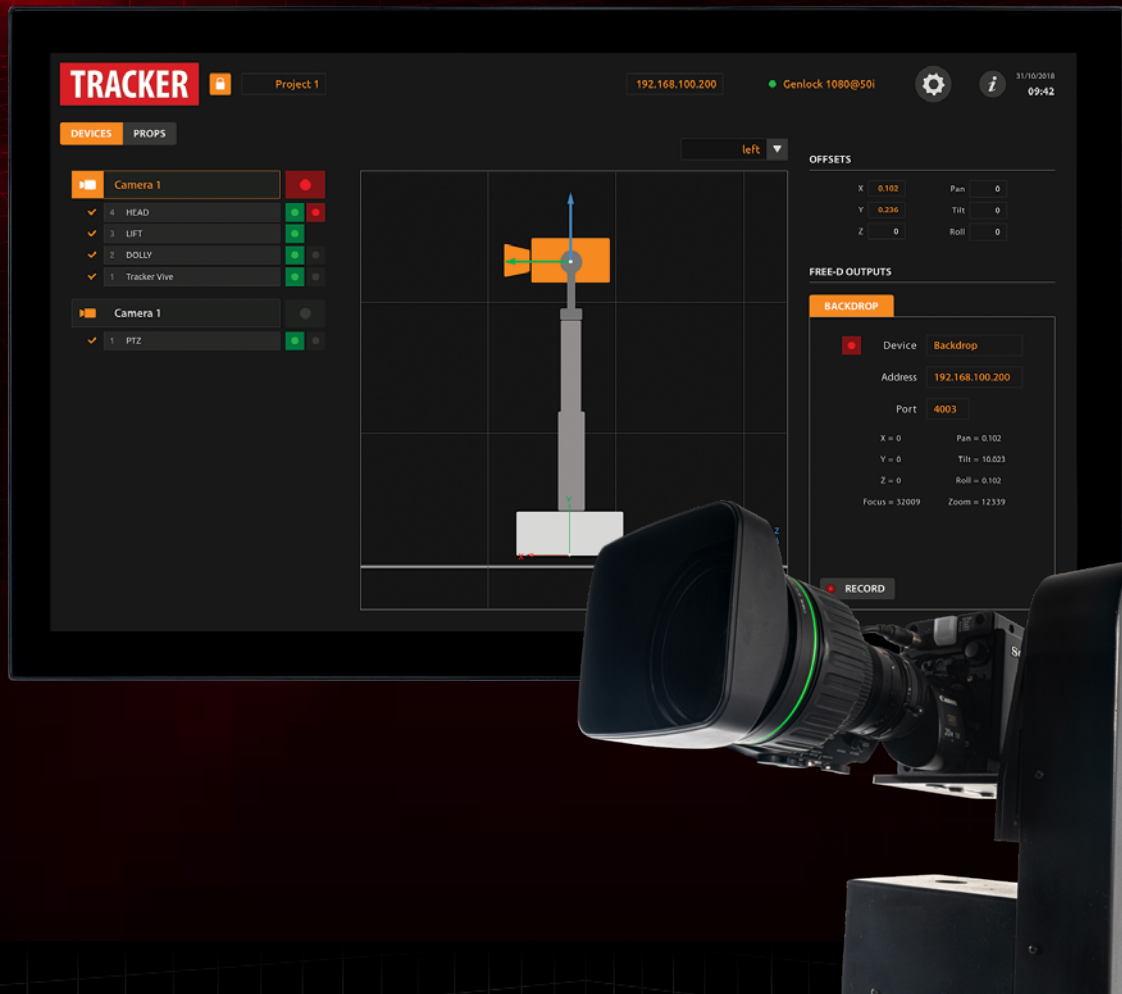 TRACKER
Project 1
192.168.100.200
Genlock 1080@50i
i
31/10/2018
09:42
DEVICES
PROPS
left
OFFSETS
Camera 1
4 HEAD
3 LIFT
2 DOLLY
1 Tracker Vive
Camera 1
1 PTZ
X 0.102 Pan 0
Y 0.236 Tilt 0
Z 0 Roll 0
FREE-D OUTPUTS
BACKDROP
Device Backdrop
Address 192.168.100.200
Port 4003
X = 0 Pan = 0.102
Y = 0 Tilt = 10.023
Z = 0 Roll = 0.102
Focus = 32009 Zoom = 12339
RECORD
Y
X
Z